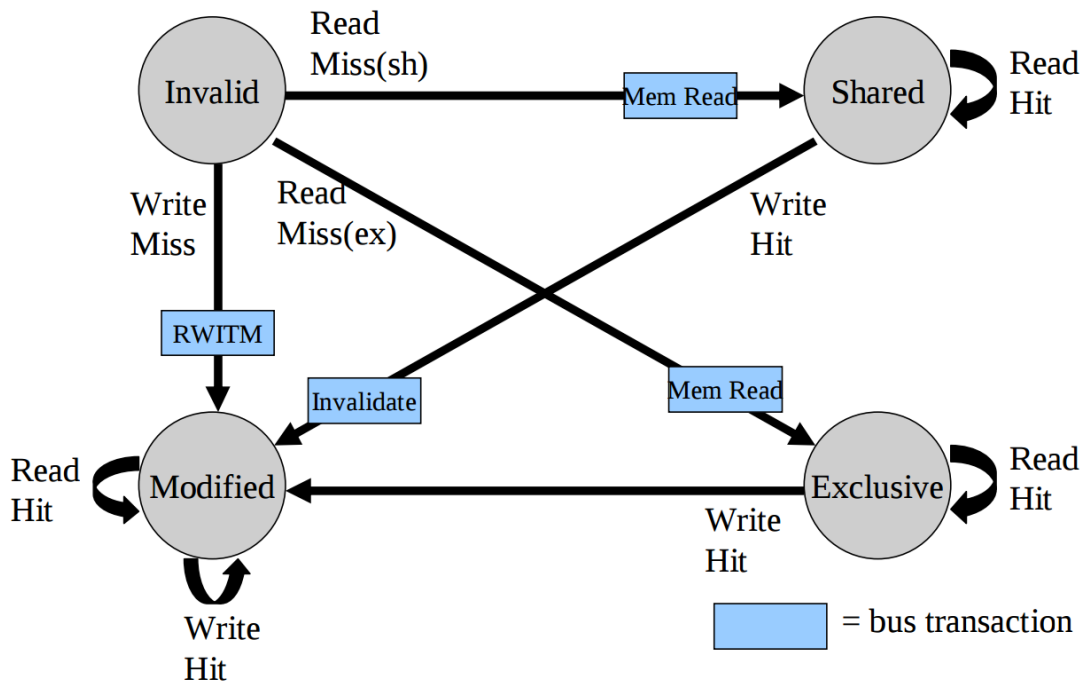 Read
Miss(sh)
Invalid
Mem Read
Shared
Read
Hit
Write
Miss
Read
Miss(ex)
Write
Hit
RWITM
Invalidate
Mem Read
Read
Hit
Modified
Exclusive
Read
Hit
Write
Hit
Write
Hit
= bus transaction